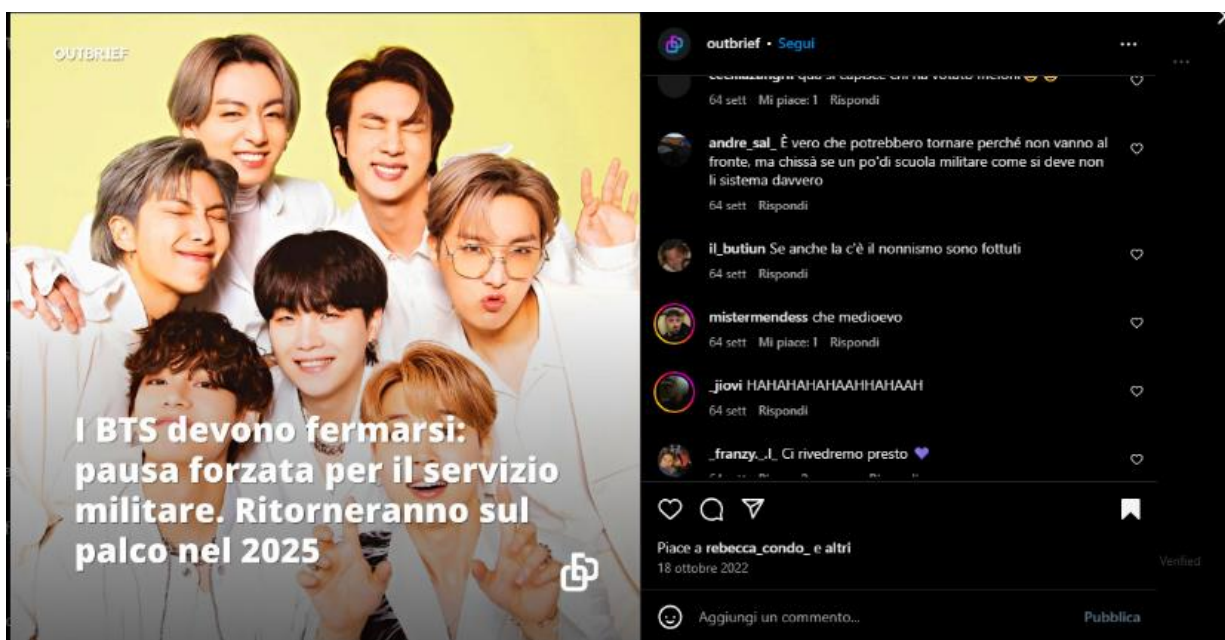 OUTBRIEF
I BTS devono fermarsi:
pausa forzata per il servizio
militare. Ritorneranno sul
palco nel 2025
outbrief • Segui
64 sett Mi piace: 1 Rispondi
andre_sal_ È vero che potrebbero tornare perché non vanno al
fronte, ma chissà se un po'di scuola militare come si deve non
li sistema davvero
64 sett Rispondi
il_butiun Se anche la c'è il nonnismo sono fottuti
64 sett Rispondi
mistermendess che medioevo
64 sett Mi piace: 1 Rispondi
_jiovi HAHAHAHAHAAHHAHAAH
64 sett Rispondi
_franzy._.l_ Ci rivedremo presto 💜
Piace a rebecca_condo_ e altri
18 ottobre 2022
Verified
Aggiungi un commento...
Pubblica